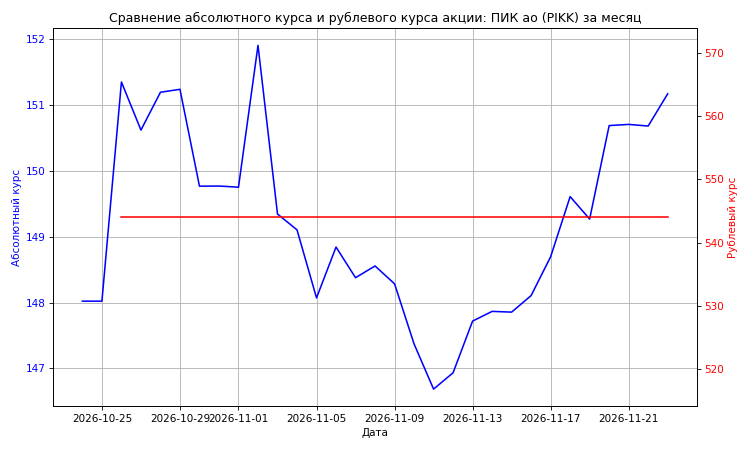 Сравнение абсолютного курса и рублевого курса акции: ПИК ао (PIKK) за месяц
152
151
150
149
148
147
Абсолютный курс
570
560
550
540
530
520
Рублевый курс
2026-10-25 2026-10-29 2026-11-01 2026-11-05 2026-11-09 2026-11-13 2026-11-17 2026-11-21
Дата